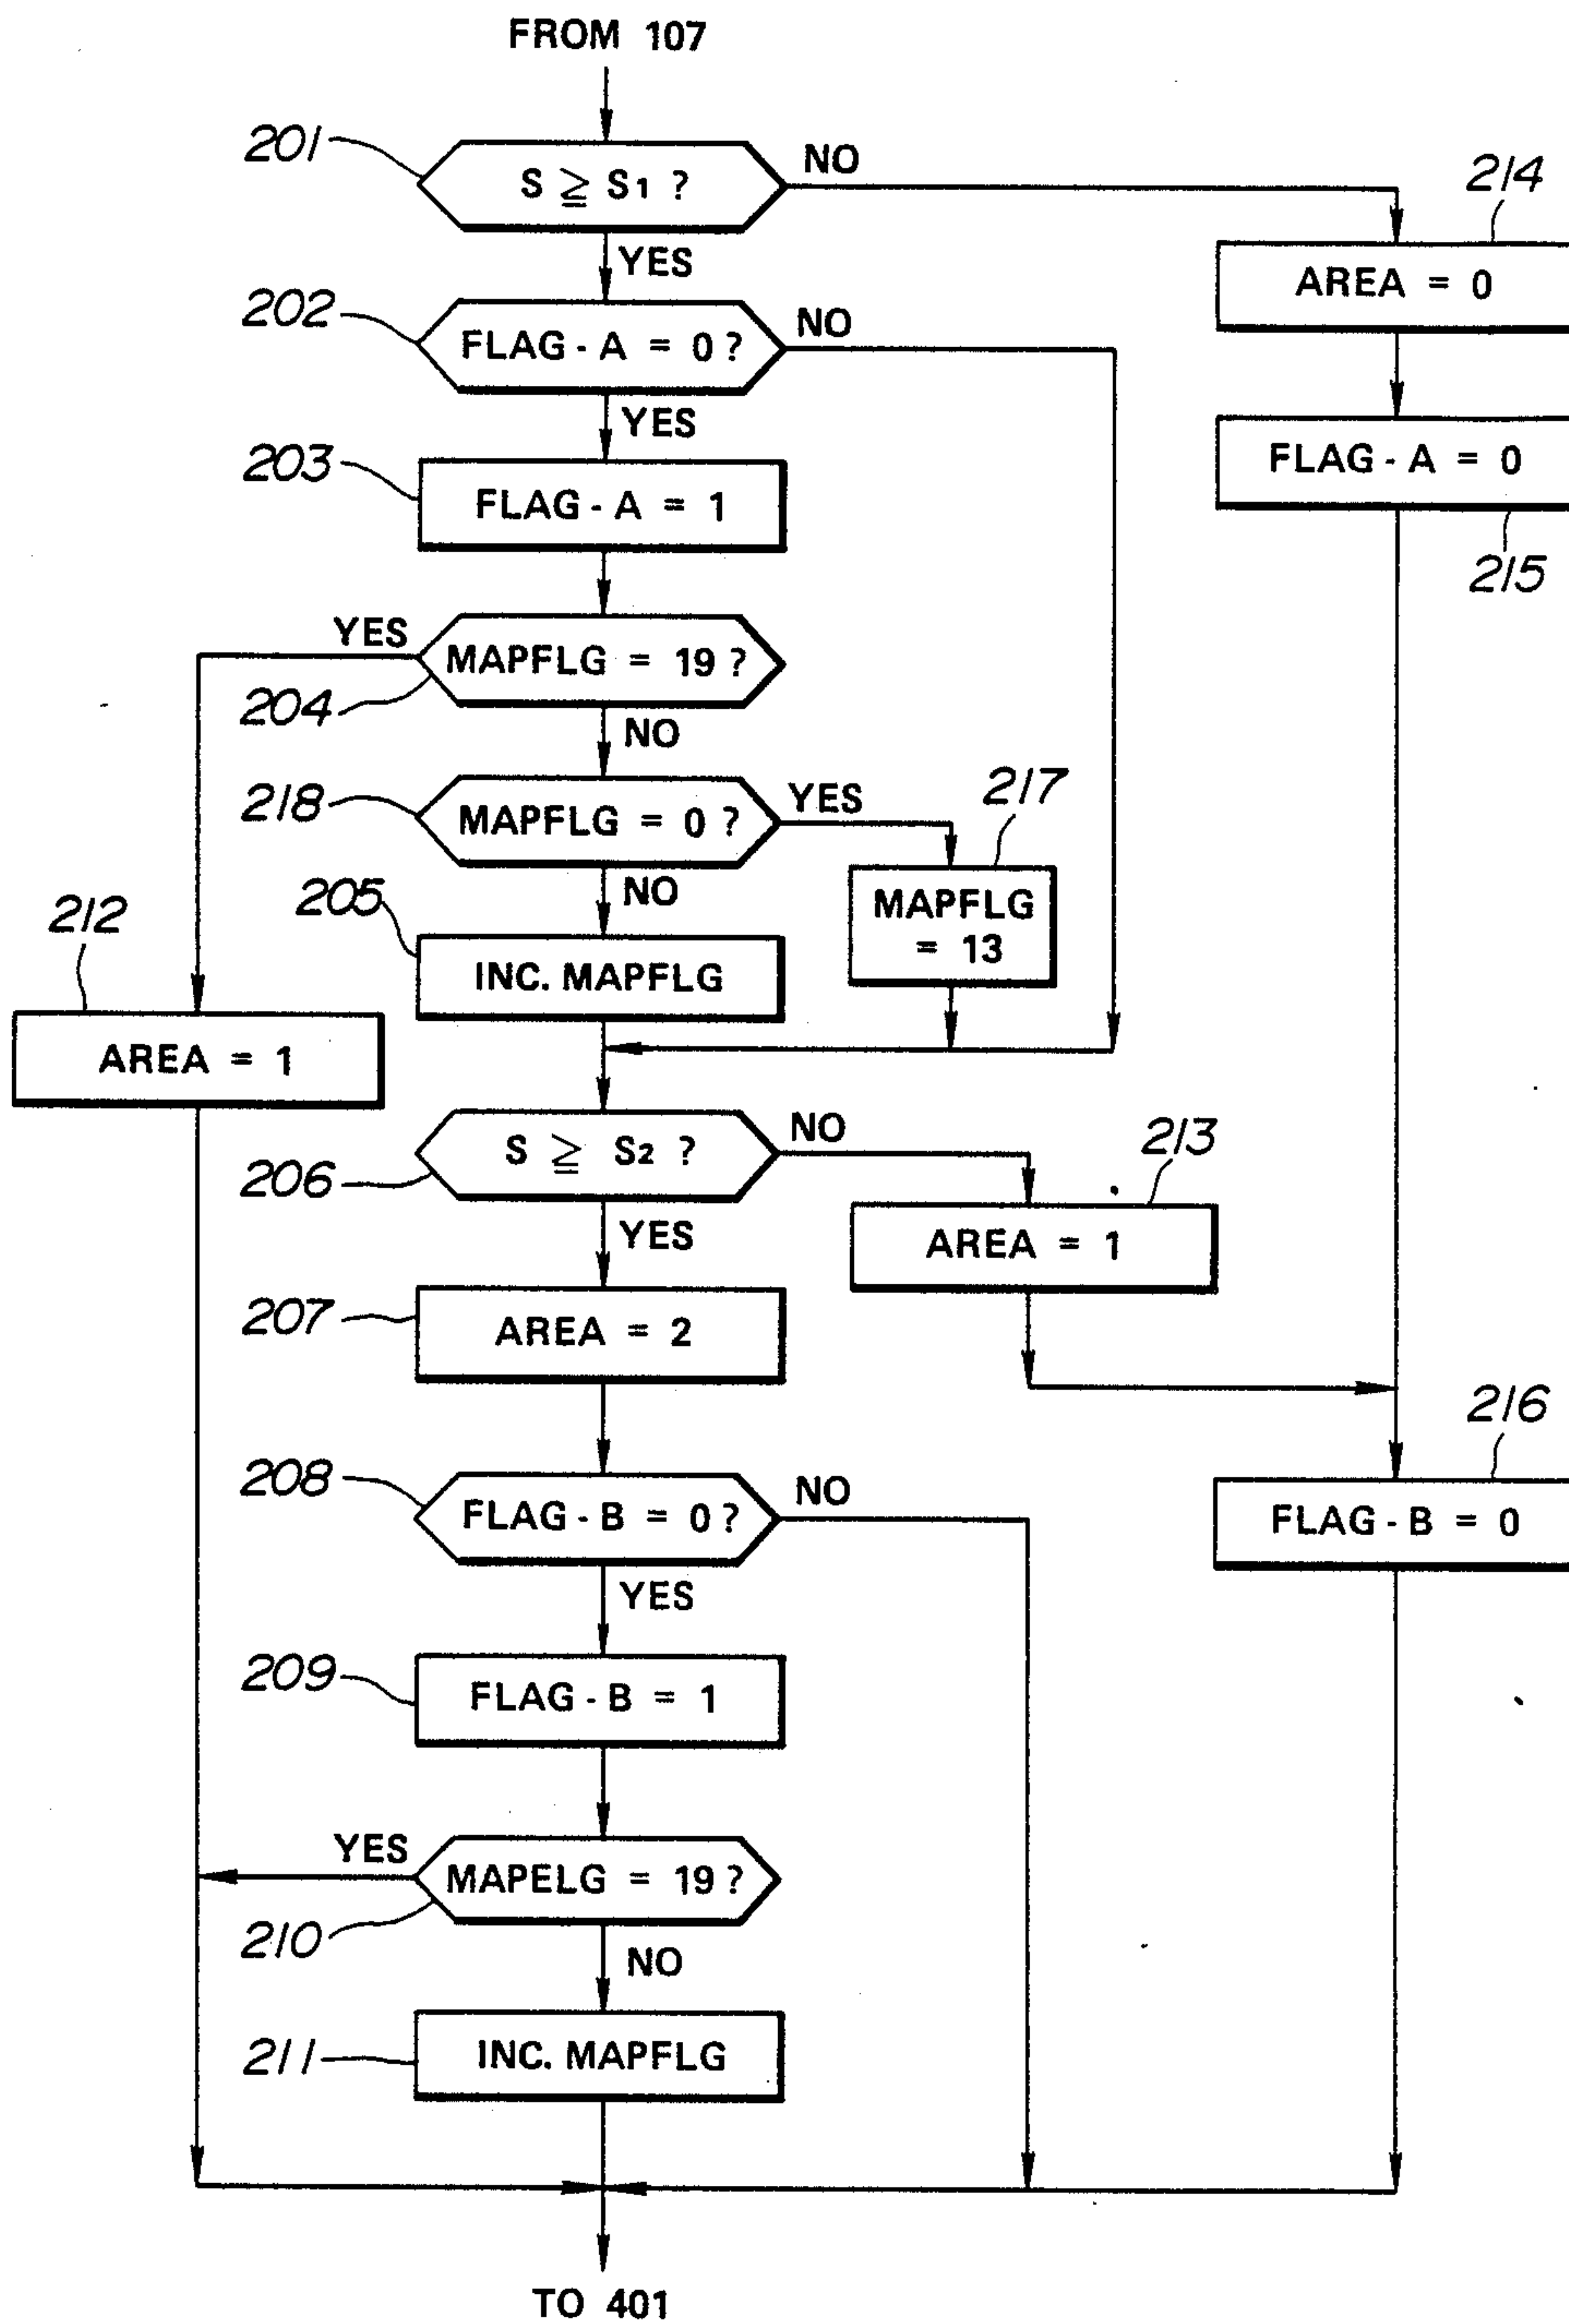 FROM 107
201
S ≧ S1 ?
NO
214
YES
AREA = 0
202
FLAG - A = 0 ?
NO
YES
FLAG - A = 0
215
203
FLAG - A = 1
YES
MAPFLG = 19 ?
204
NO
218
MAPFLG = 0 ?
YES
217
NO
MAPFLG
= 13
205
INC. MAPFLG
212
AREA = 1
S ≧ S2 ?
NO
213
206
YES
AREA = 1
207
AREA = 2
216
208
FLAG - B = 0 ?
NO
FLAG - B = 0
YES
209
FLAG - B = 1
YES
MAPELG = 19 ?
210
NO
211
INC. MAPFLG
TO 401